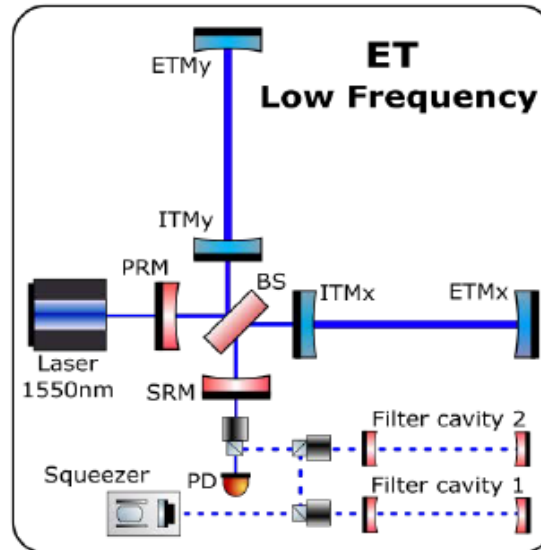 ETMy
ET
Low Frequency
ITMy
PRM
BS
ITMx
ETMx
Laser
1550nm
SRM
Filter cavity 2
Squeezer
PD
Filter cavity 1